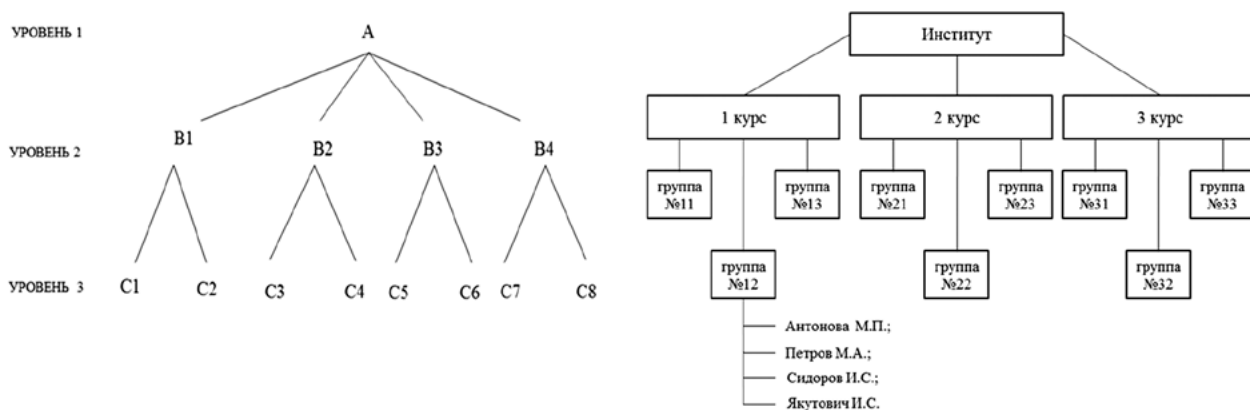 УРОВЕНЬ 1
A
УРОВЕНЬ 2
B1
B2
B3
B4
УРОВЕНЬ 3
C1
C2
C3
C4
C5
C6
C7
C8
Институт
1 курс
2 курс
3 курс
группа
№11
группа
№13
группа
№21
группа
№23
группа
№31
группа
№33
группа
№12
группа
№22
группа
№32
Антонова М.П.;
Петров М.А.;
Сидоров И.С.;
Якутович И.С.